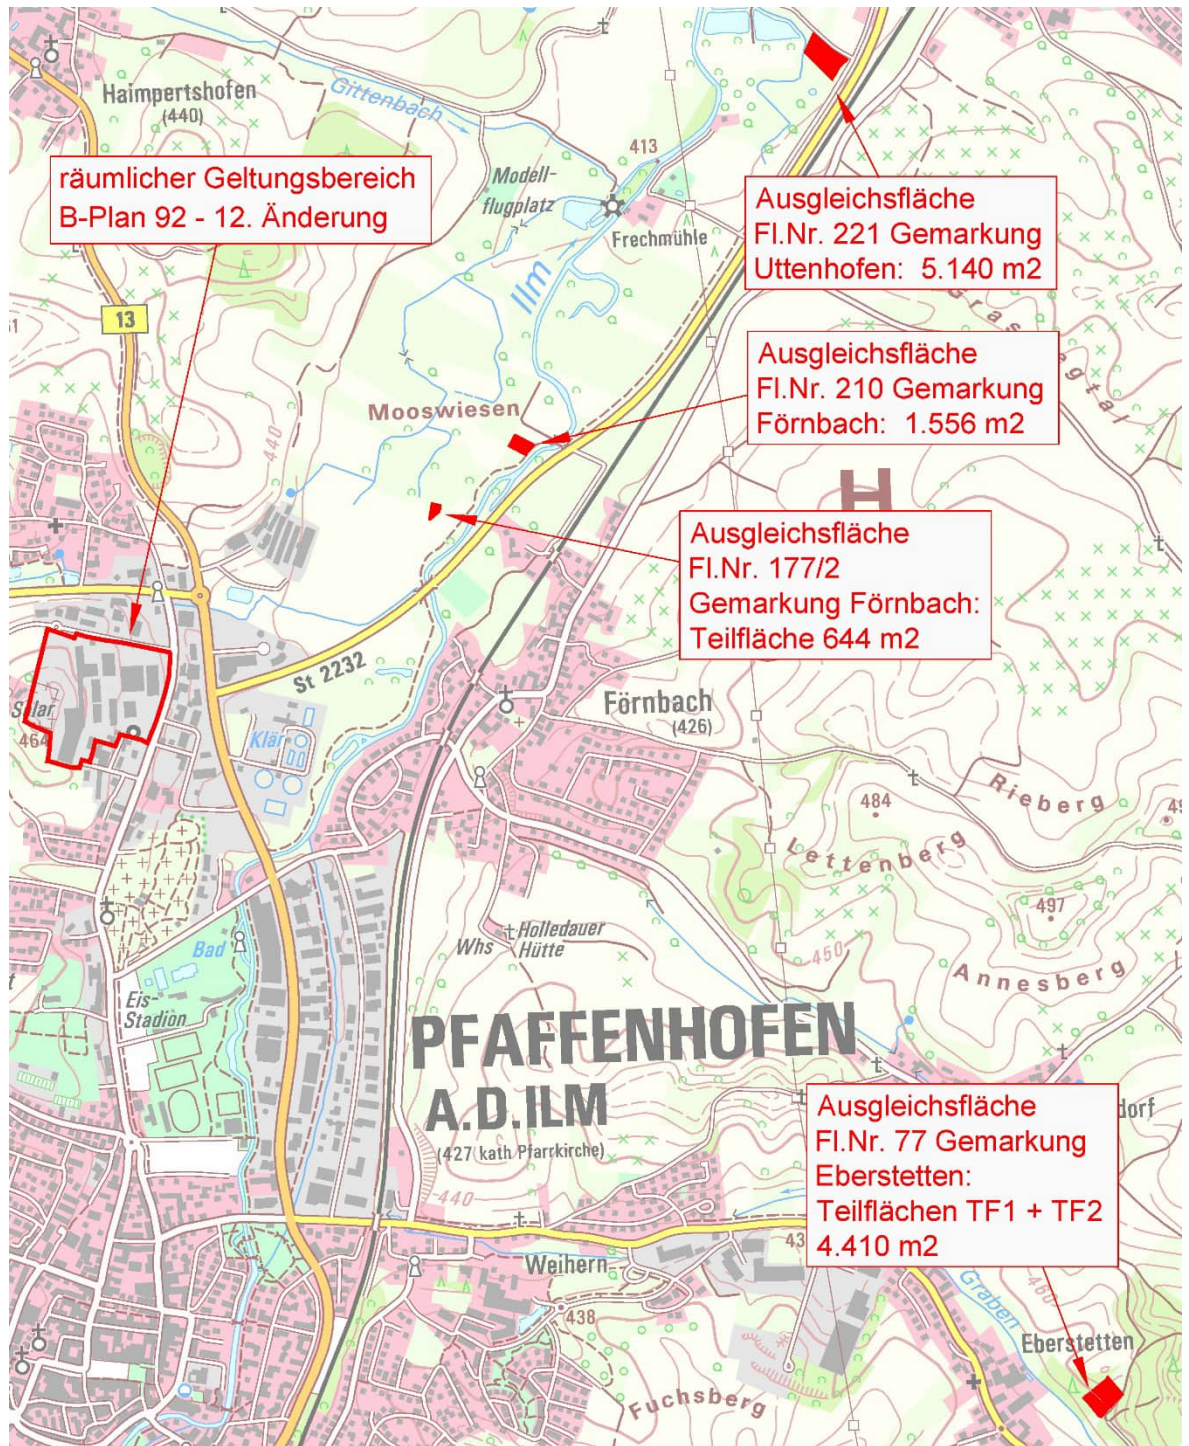 Haimpertshofen
(440)
Gittenbach
räumlicher Geltungsbereich
B-Plan 92 - 12. Änderung
413
Modell-
flugplatz
Frechmühle
Ilm
Ausgleichsfläche
Fl.Nr. 221 Gemarkung
Uttenhofen: 5.140 m2
13
Ausgleichsfläche
Fl.Nr. 210 Gemarkung
Förnbach: 1.556 m2
Mooswiesen
440
H
Ausgleichsfläche
Fl.Nr. 177/2
Gemarkung Förnbach:
Teilfläche 644 m2
St 2232
Förnbach
(426)
464
Klär
Rieberg
484
Lettenberg
497
450
Annesberg
Holledauer
Whs Hütte
Bad
Eis-
Stadion
PFAFFENHOFEN
A.D.ILM
(427 kath Pfarrkirche)
440
Ausgleichsfläche
Fl.Nr. 77 Gemarkung
Eberstetten:
Teilflächen TF1 + TF2
4.410 m2
dorf
Weihern
438
Graben
460
Eberstetten
Fuchsberg